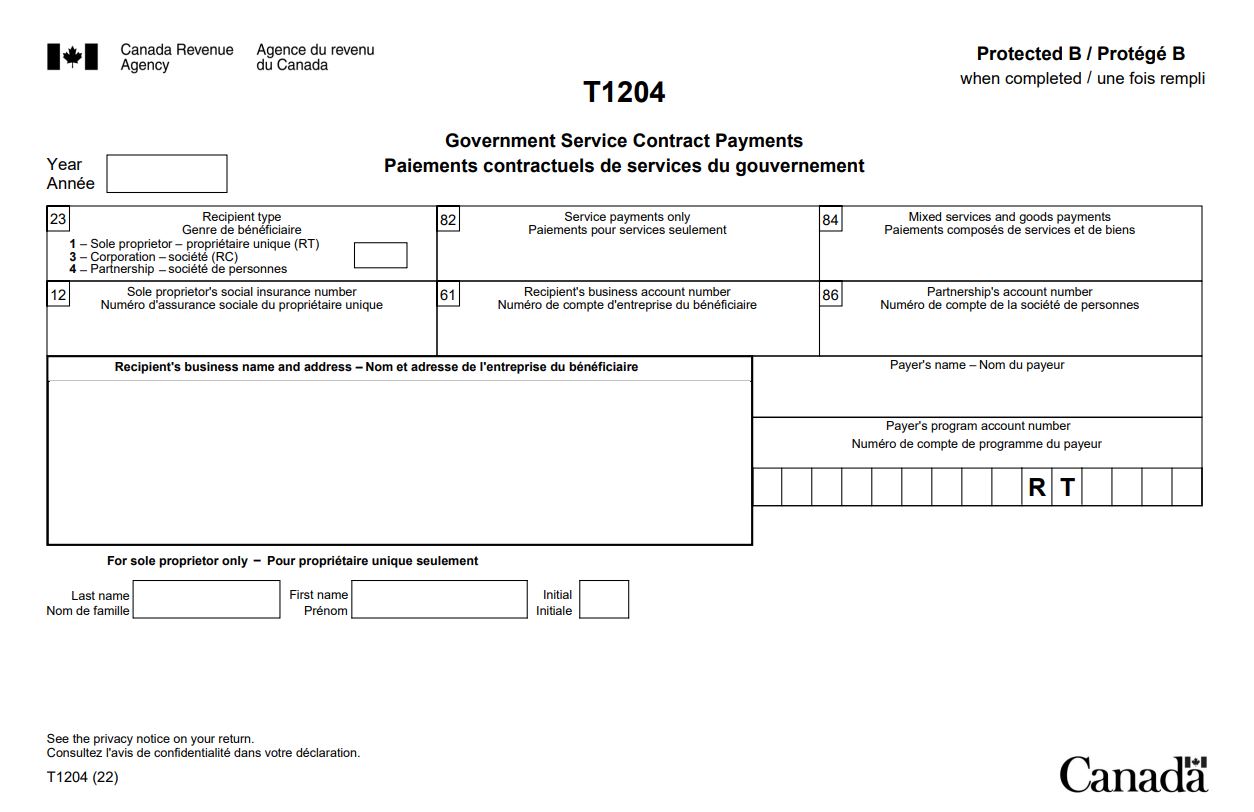 Canada Revenue Agence du revenu
Agency du Canada
Protected B / Protégé B
when completed / une fois rempli
T1204
Government Service Contract Payments
Paiements contractuels de services du gouvernement
Year
Année
23 Recipient type
Genre de bénéficiaire
1 – Sole proprietor – propriétaire unique (RT)
3 – Corporation – société (RC)
4 – Partnership – société de personnes
82 Service payments only
Paiements pour services seulement
84 Mixed services and goods payments
Paiements composés de services et de biens
12 Sole proprietor's social insurance number
Numéro d'assurance sociale du propriétaire unique
61 Recipient's business account number
Numéro de compte d'entreprise du bénéficiaire
86 Partnership's account number
Numéro de compte de la société de personnes
Recipient's business name and address – Nom et adresse de l'entreprise du bénéficiaire
Payer's name – Nom du payeur
Payer's program account number
Numéro de compte de programme du payeur
R T
For sole proprietor only – Pour propriétaire unique seulement
Last name
Nom de famille
First name
Prénom
Initial
Initiale
See the privacy notice on your return.
Consultez l'avis de confidentialité dans votre déclaration.
T1204 (22)
Canada